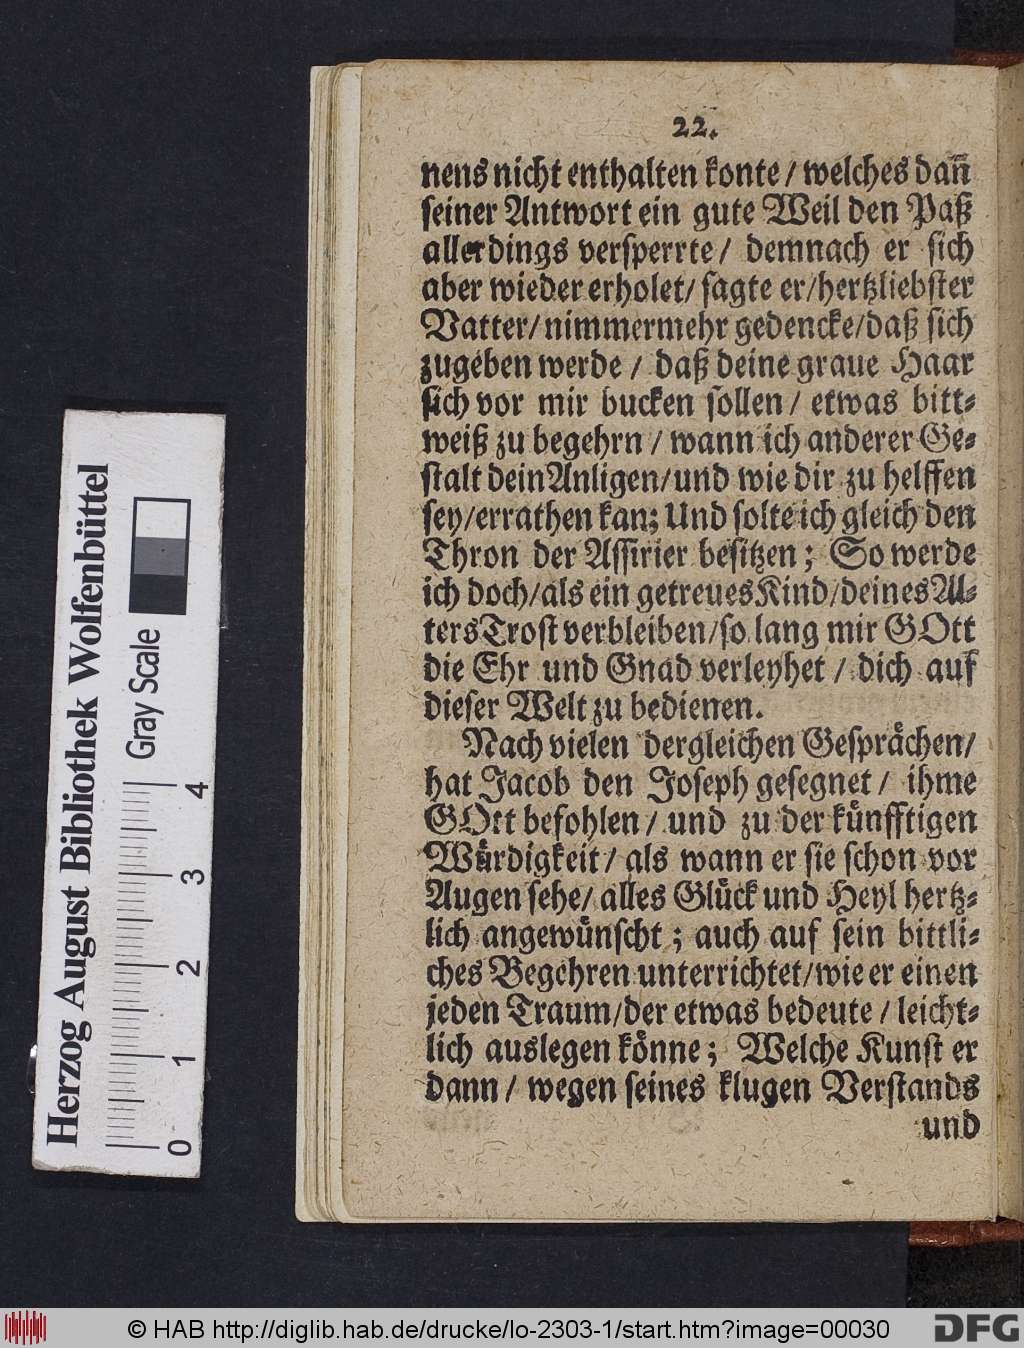 22.
nens nicht enthalten konte / welches dañ
seiner Antwort ein gute Weil den Paß
allerdings versperrte / demnach er sich
aber wieder erholet / sagte er / hertzliebster
Vatter / nimmermehr gedencke / daß sich
zugeben werde / daß deine graue Haar
sich vor mir bucken sollen / etwas bitt-
weiß zu begehrn / wann ich anderer Ge-
stalt dein Anligen / und wie dir zu helffen
sey / errathen kan; Und solte ich gleich den
Thron der Assirier besitzen; So werde
ich doch / als ein getreues Kind / deines Al-
ters Trost verbleiben / so lang mir GOtt
die Ehr und Gnad verleyhet / dich auf
dieser Welt zu bedienen.
Nach vielen dergleichen Gesprächen /
hat Jacob den Joseph gesegnet / ihme
GOtt befohlen / und zu der künfftigen
Würdigkeit / als wann er sie schon vor
Augen sehe / alles Glück und Heyl hertz-
lich angewünscht; auch auf sein bittli-
ches Begehren unterrichtet / wie er einen
jeden Traum / der etwas bedeute / leicht-
lich auslegen könne; Welche Kunst er
dann / wegen seines klugen Verstands
und
Herzog August Bibliothek Wolfenbüttel
Gray Scale
0 1 2 3 4
© HAB http://diglib.hab.de/drucke/lo-2303-1/start.htm?image=00030
DFG